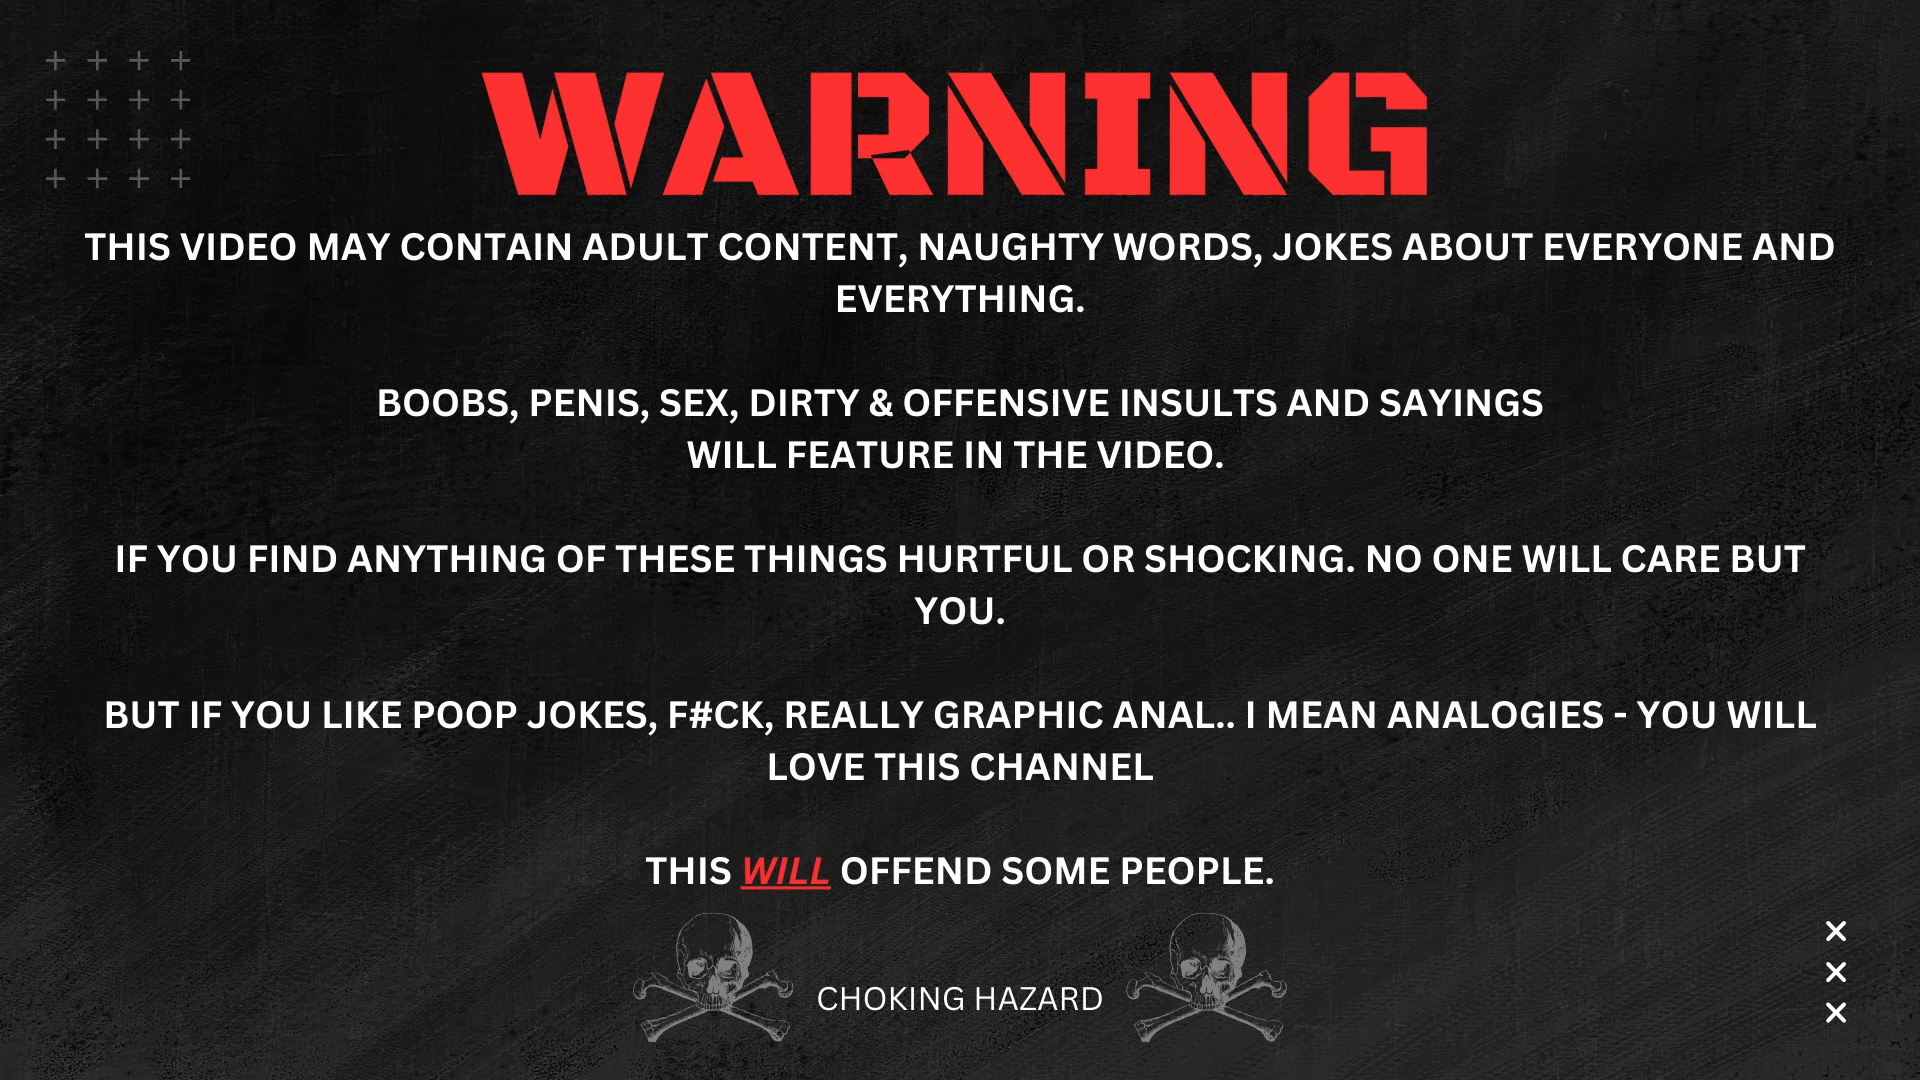 WARNING
THIS VIDEO MAY CONTAIN ADULT CONTENT, NAUGHTY WORDS, JOKES ABOUT EVERYONE AND
EVERYTHING.
BOOBS, PENIS, SEX, DIRTY & OFFENSIVE INSULTS AND SAYINGS
WILL FEATURE IN THE VIDEO.
IF YOU FIND ANYTHING OF THESE THINGS HURTFUL OR SHOCKING. NO ONE WILL CARE BUT
YOU.
BUT IF YOU LIKE POOP JOKES, F#CK, REALLY GRAPHIC ANAL.. I MEAN ANALOGIES - YOU WILL
LOVE THIS CHANNEL
THIS WILL OFFEND SOME PEOPLE.
CHOKING HAZARD